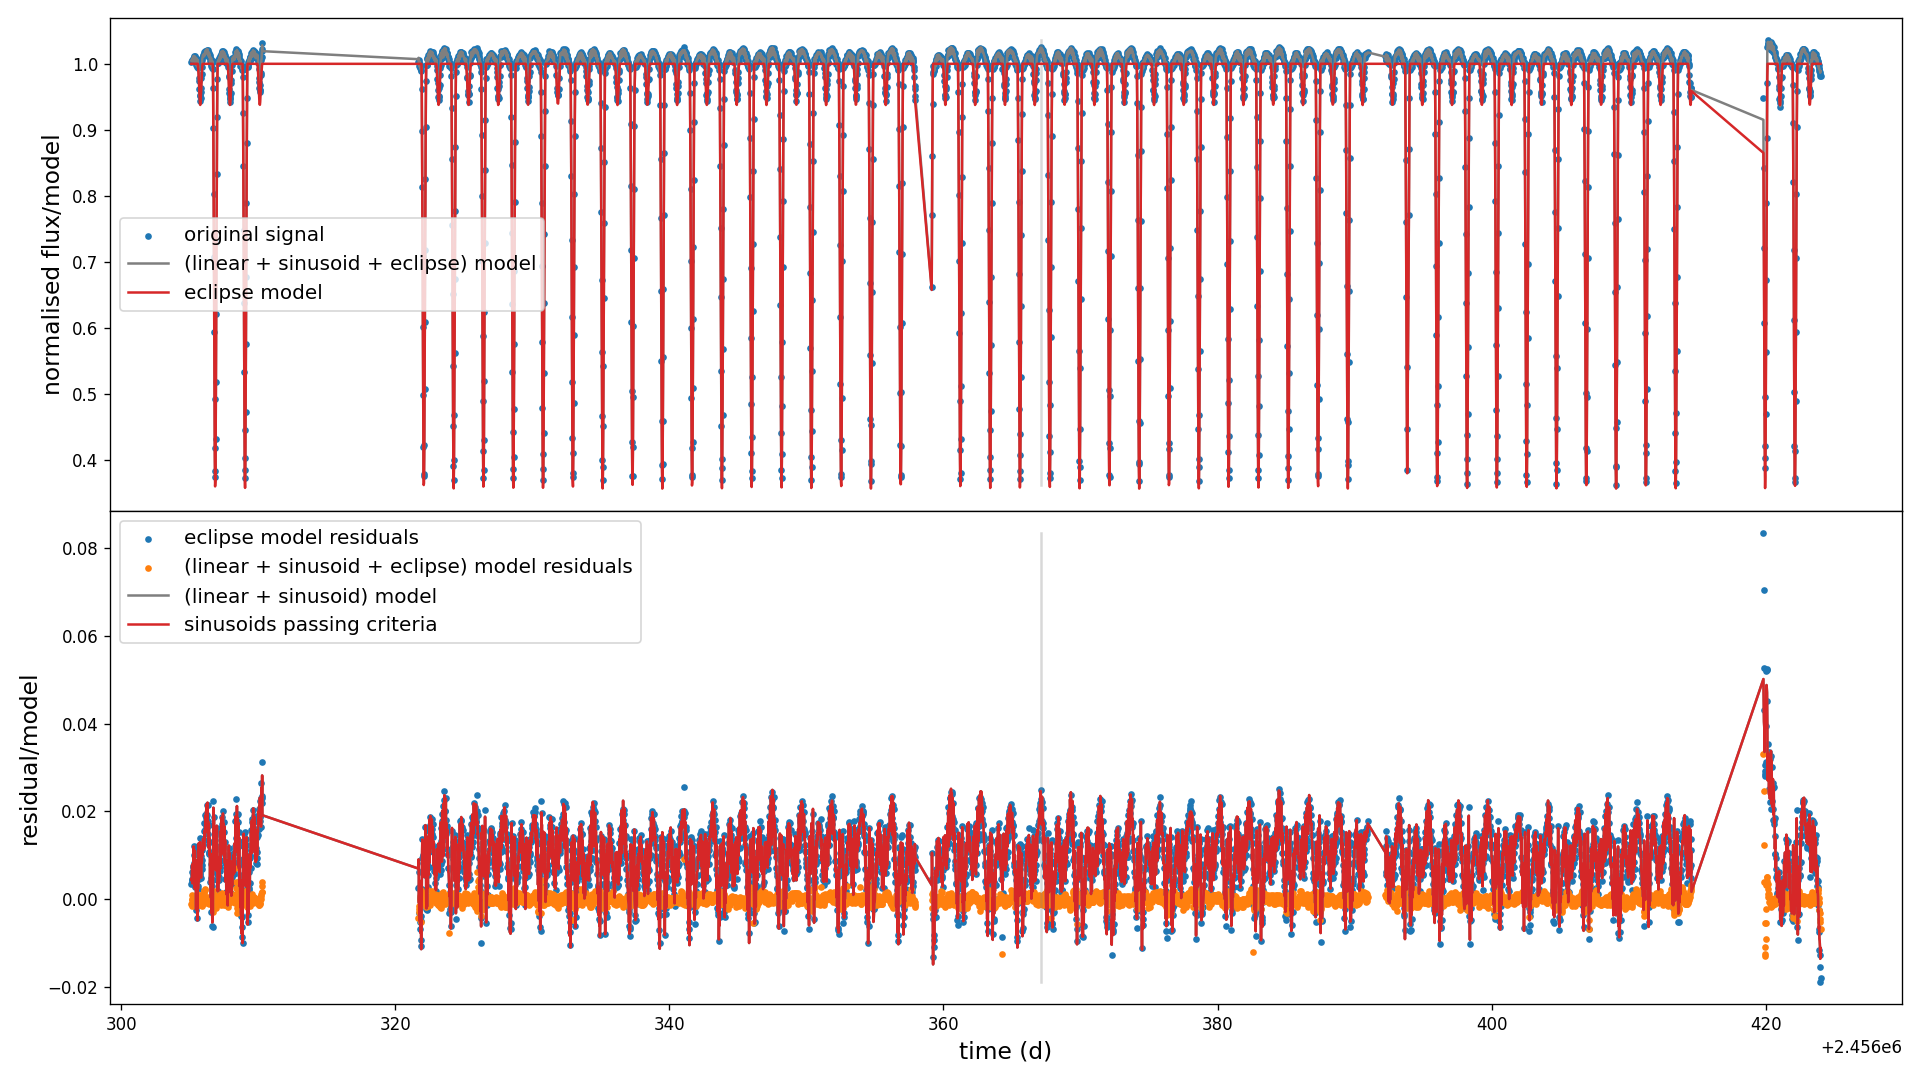 normalised flux/model
1.0
0.9
0.8
0.7
0.6
0.5
0.4
original signal
(linear + sinusoid + eclipse) model
eclipse model
residual/model
0.08
0.06
0.04
0.02
0.00
−0.02
eclipse model residuals
(linear + sinusoid + eclipse) model residuals
(linear + sinusoid) model
sinusoids passing criteria
300 320 340 360 380 400 420
time (d)
+2.456e6